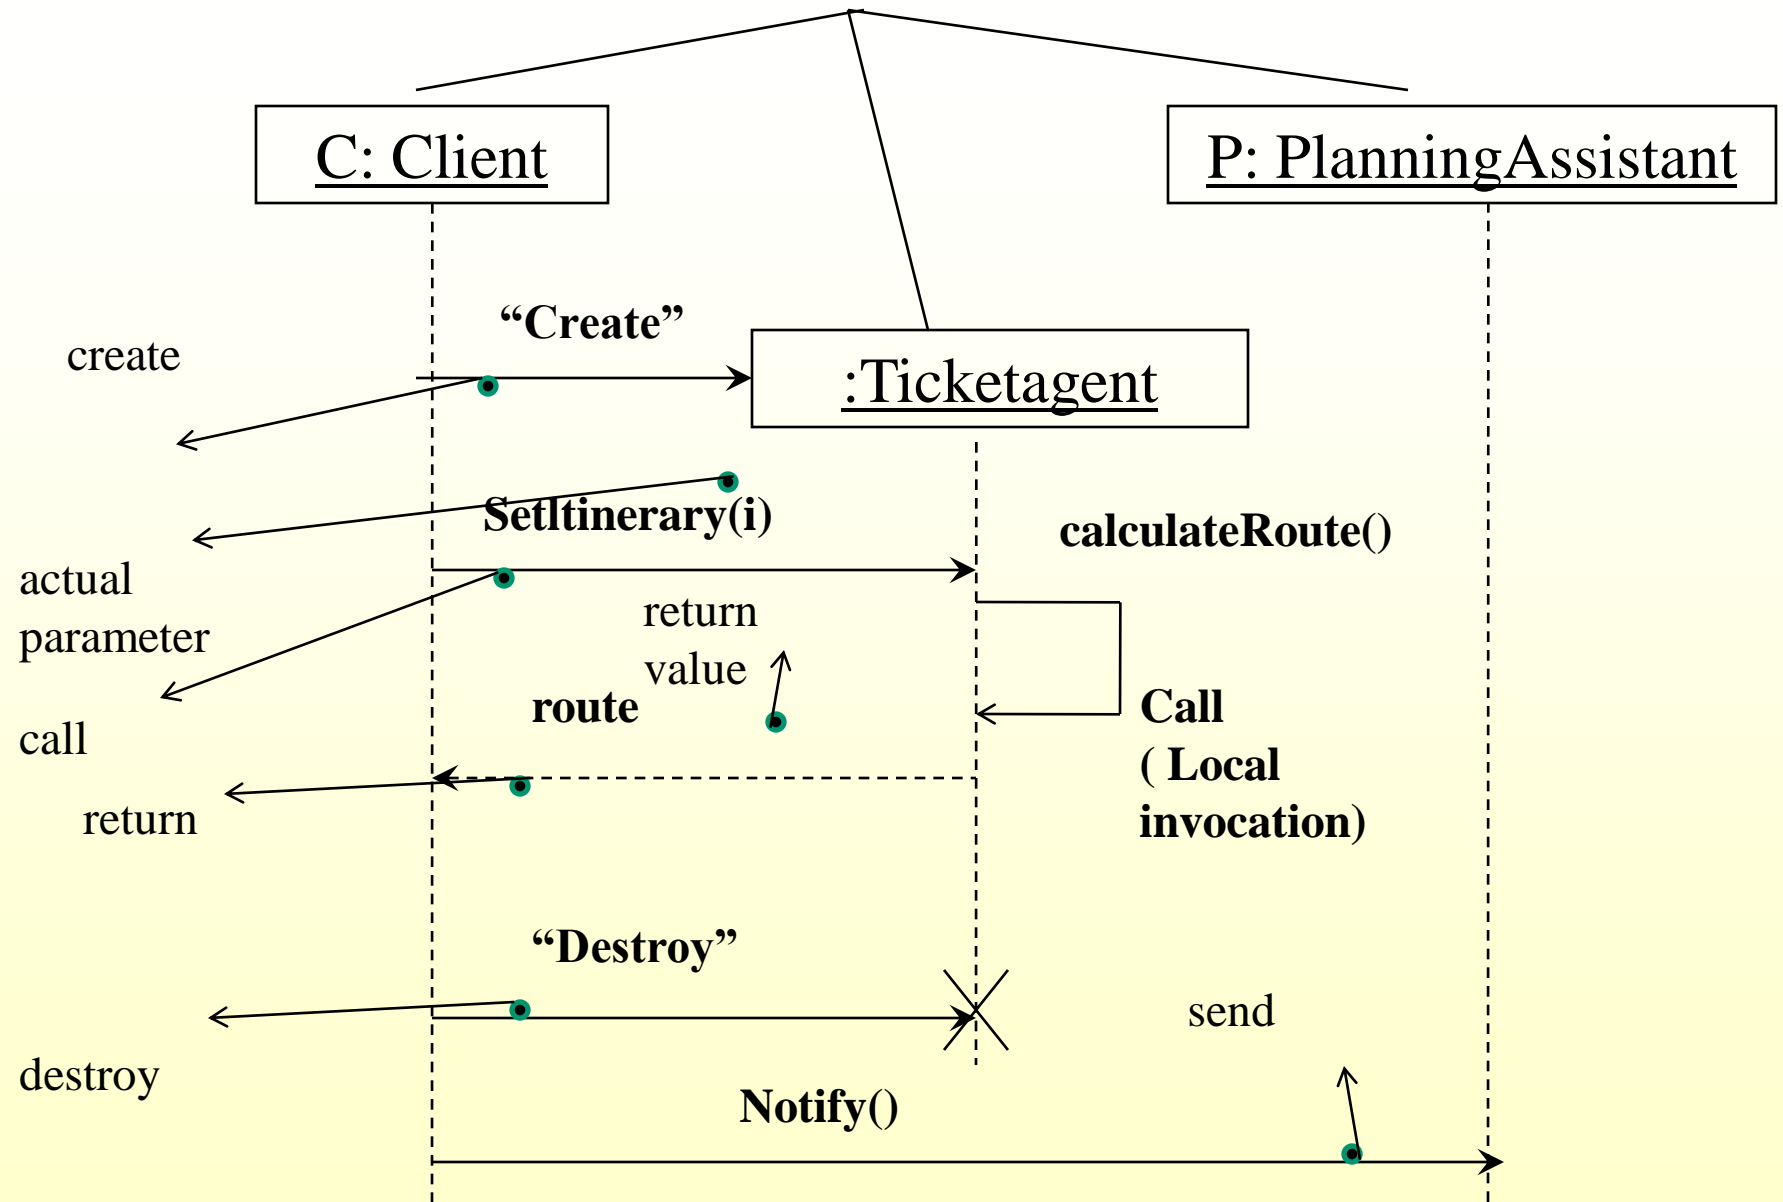 C: Client
P: PlanningAssistant
“Create”
create
:Ticketagent
SetItinerary(i)
calculateRoute()
actual
parameter
return
value
route
call
Call
( Local
invocation)
return
“Destroy”
send
destroy
Notify()